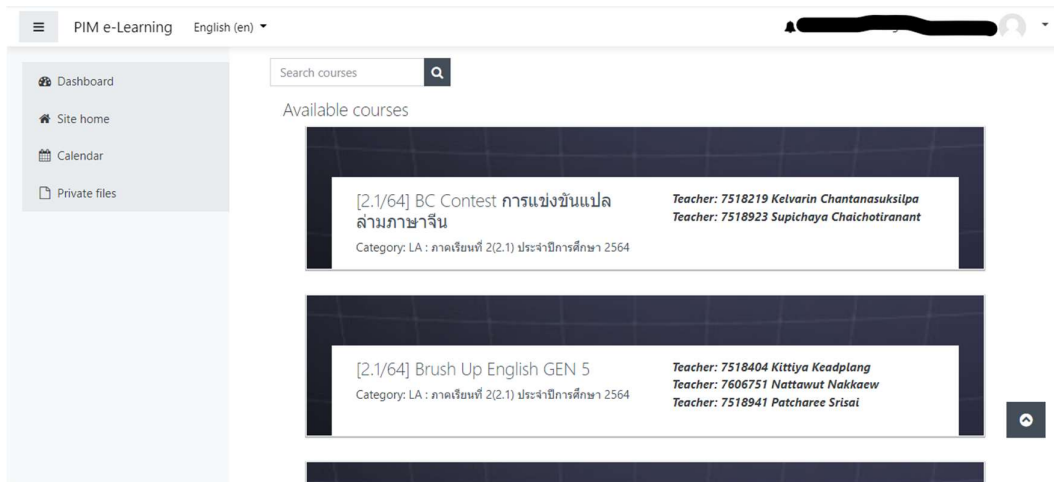 PIM e-Learning English (en)
Dashboard
Site home
Calendar
Private files
Search courses
Available courses
[2.1/64] BC Contest การแข่งขันแปล
ล่ามภาษาจีน
Category: LA : ภาคเรียนที่ 2(2.1) ประจำปีการศึกษา 2564
Teacher: 7518219 Kelvarin Chantanasuksilpa
Teacher: 7518923 Supichaya Chaichotiranant
[2.1/64] Brush Up English GEN 5
Category: LA : ภาคเรียนที่ 2(2.1) ประจำปีการศึกษา 2564
Teacher: 7518404 Kittiya Keadplang
Teacher: 7606751 Nattawut Nakkaew
Teacher: 7518941 Patcharee Srisai